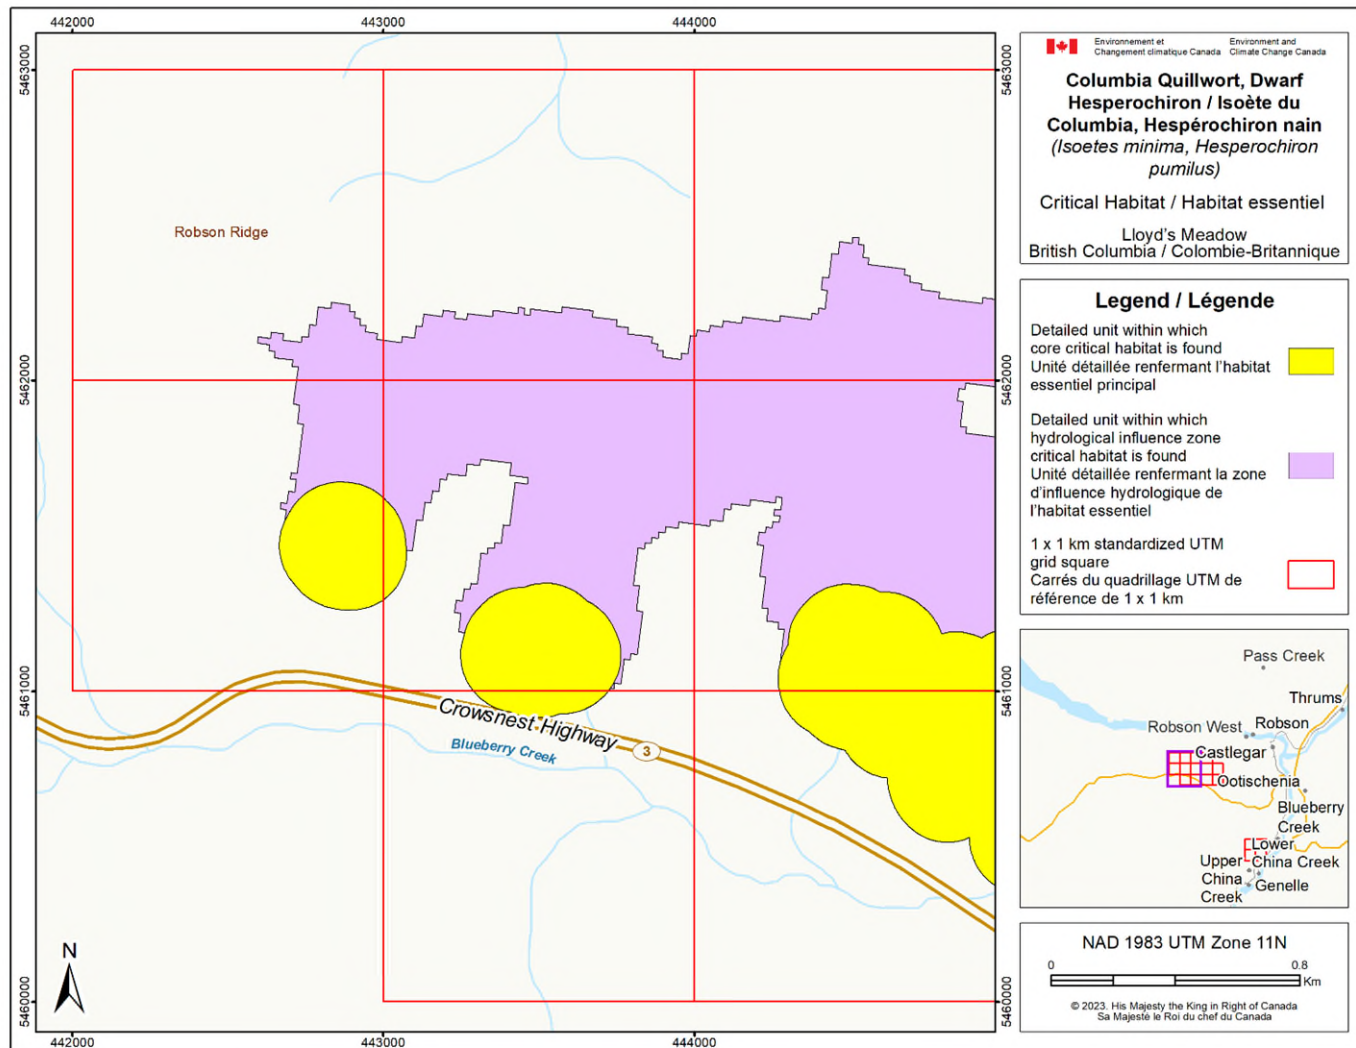 442000
443000
444000
5463000
5463000
5462000
5462000
5461000
5461000
5460000
5460000
442000
443000
444000
Robson Ridge
Crowsnest Highway
3
Blueberry Creek
N
Environnement et
Changement climatique Canada
Environment and
Climate Change Canada
Columbia Quillwort, Dwarf
Hesperochiron / Isoète du
Columbia, Hespérochiron nain
(Isoetes minima, Hesperochiron
pumilus)
Critical Habitat / Habitat essentiel
Lloyd's Meadow
British Columbia / Colombie-Britannique
Legend / Légende
Detailed unit within which
core critical habitat is found
Unité détaillée renfermant l'habitat
essentiel principal
Detailed unit within which
hydrological influence zone
critical habitat is found
Unité détaillée renfermant la zone
d'influence hydrologique de
l'habitat essentiel
1 x 1 km standardized UTM
grid square
Carrés du quadrillage UTM de
référence de 1 x 1 km
Pass Creek
Thrums
Robson West
Robson
Castlegar
Ootischenia
Blueberry
Creek
Lower
China Creek
Upper
China
Creek
Genelle
NAD 1983 UTM Zone 11N
0
0.8
Km
© 2023. His Majesty the King in Right of Canada
Sa Majesté le Roi du chef du Canada